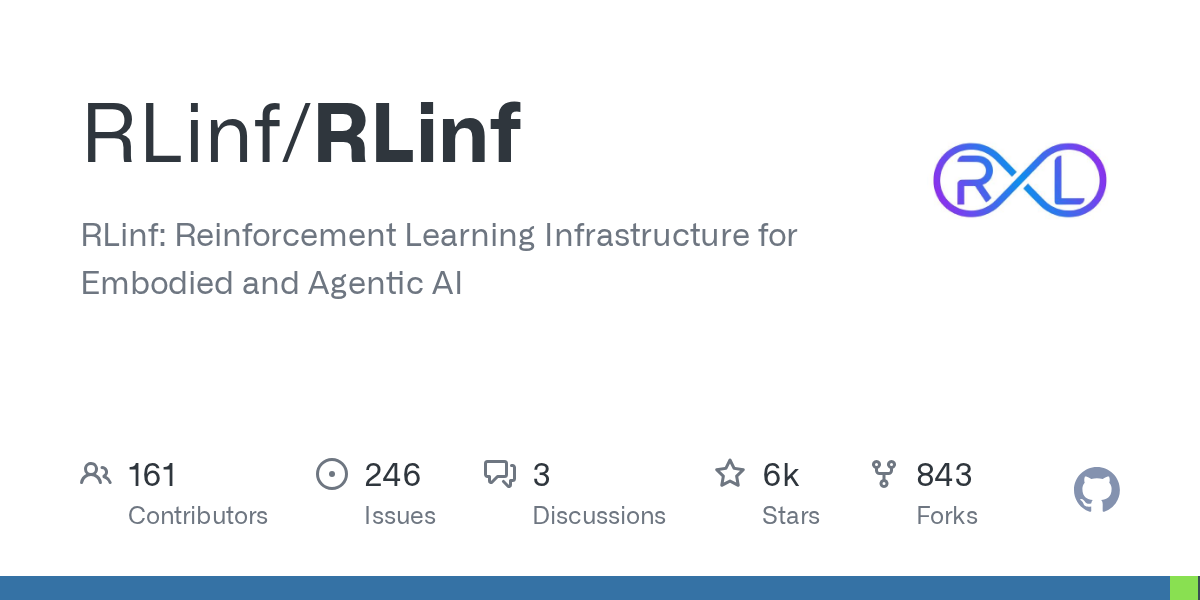 RLinf/RLinf
RLinf: Reinforcement Learning Infrastructure for
Embodied and Agentic AI
RL
161
Contributors
246
Issues
3
Discussions
6k
Stars
843
Forks